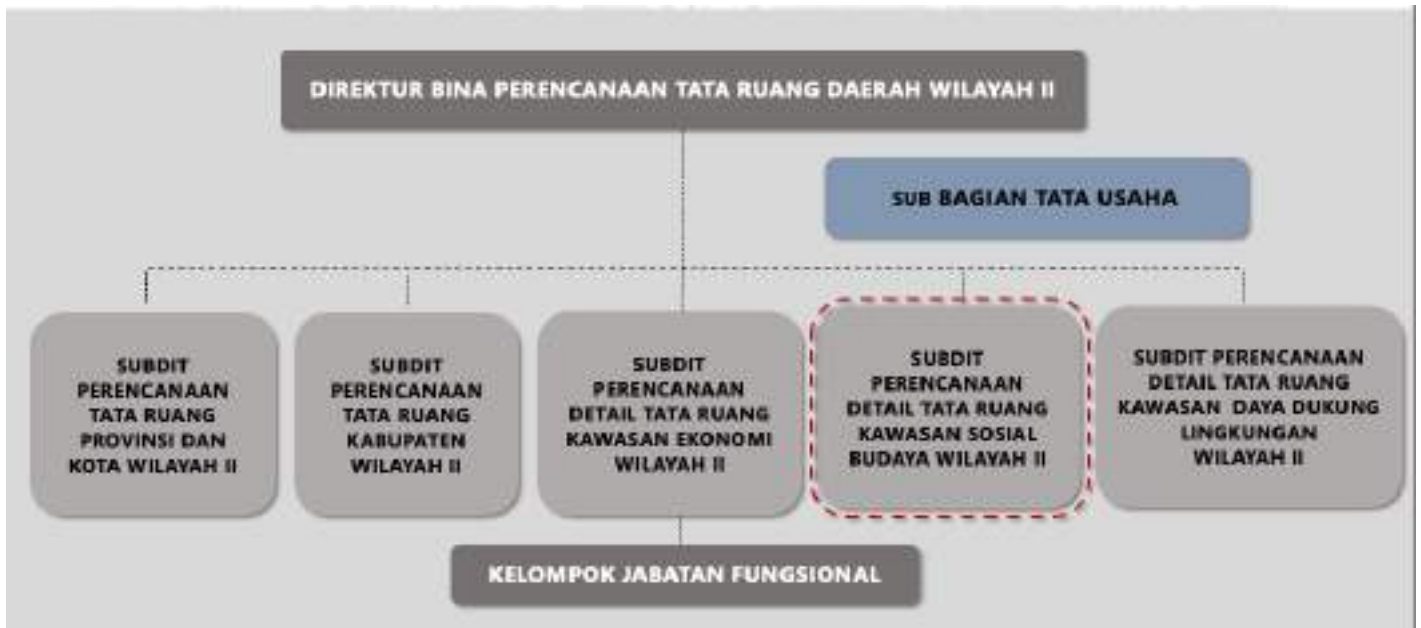 DIREKTUR BINA PERENCANAAN TATA RUANG DAERAH WILAYAH II
SUB BAGIAN TATA USAHA
SUBDIT
PERENCANAAN
TATA RUANG
PROVINSI DAN
KOTA WILAYAH II
SUBDIT
PERENCANAAN
TATA RUANG
KABUPATEN
WILAYAH II
SUBDIT
PERENCANAAN
DETAIL TATA RUANG
KAWASAN EKONOMI
WILAYAH II
SUBDIT
PERENCANAAN
DETAIL TATA RUANG
KAWASAN SOSIAL
BUDAYA WILAYAH II
SUBDIT PERENCANAAN
DETAIL TATA RUANG
KAWASAN DAYA DUKUNG
LINGKUNGAN
WILAYAH II
KELOMPOK JABATAN FUNGSIONAL